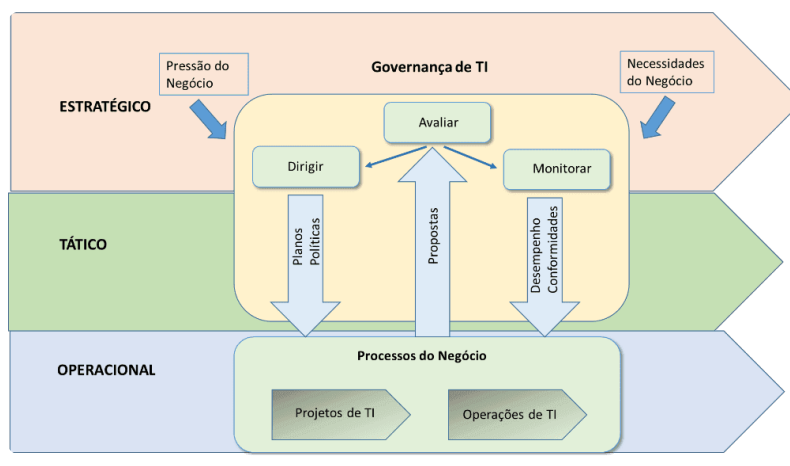 Pressão do
Negócio
Governança de TI
Necessidades
do Negócio
ESTRATÉGICO
Avaliar
Dirigir
Monitorar
TÁTICO
Planos
Políticas
Propostas
Desempenho
Conformidades
OPERACIONAL
Processos do Negócio
Projetos de TI
Operações de TI